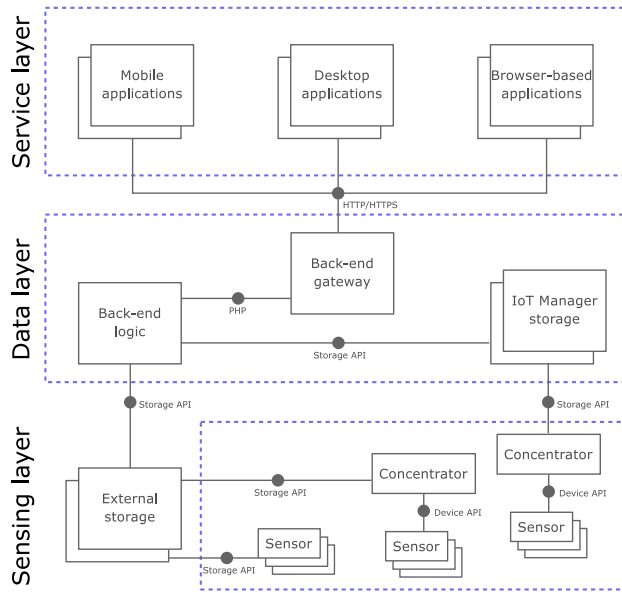 Service layer
Mobile
applications
Desktop
applications
Browser-based
applications
HTTP/HTTPS
Data layer
Back-end
gateway
PHP
Back-end
logic
IoT Manager
storage
Storage API
Storage API
Storage API
Sensing layer
External
storage
Storage API
Concentrator
Concentrator
Device API
Device API
Sensor
Sensor
Sensor
Storage API